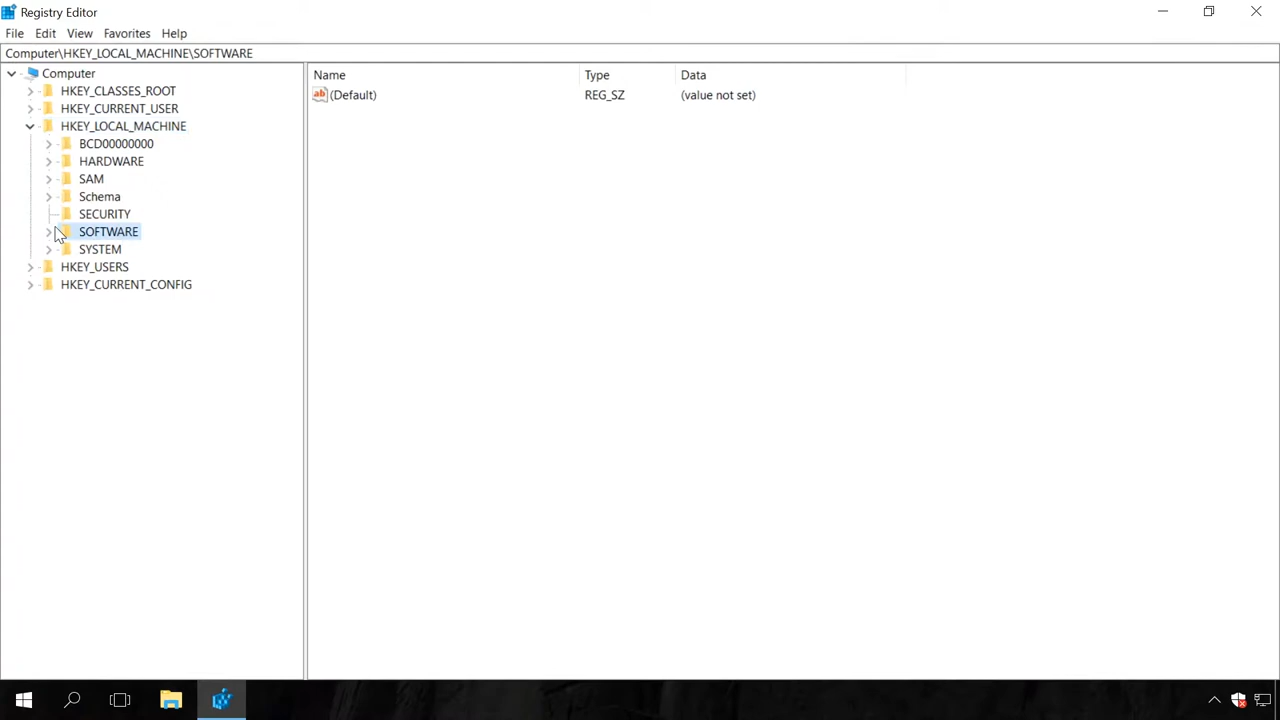 Registry Editor
File Edit View Favorites Help
Computer\HKEY_LOCAL_MACHINE\SOFTWARE
Computer
HKEY_CLASSES_ROOT
HKEY_CURRENT_USER
HKEY_LOCAL_MACHINE
BCD00000000
HARDWARE
SAM
Schema
SECURITY
SOFTWARE
SYSTEM
HKEY_USERS
HKEY_CURRENT_CONFIG
Name Type Data
ab (Default) REG_SZ (value not set)